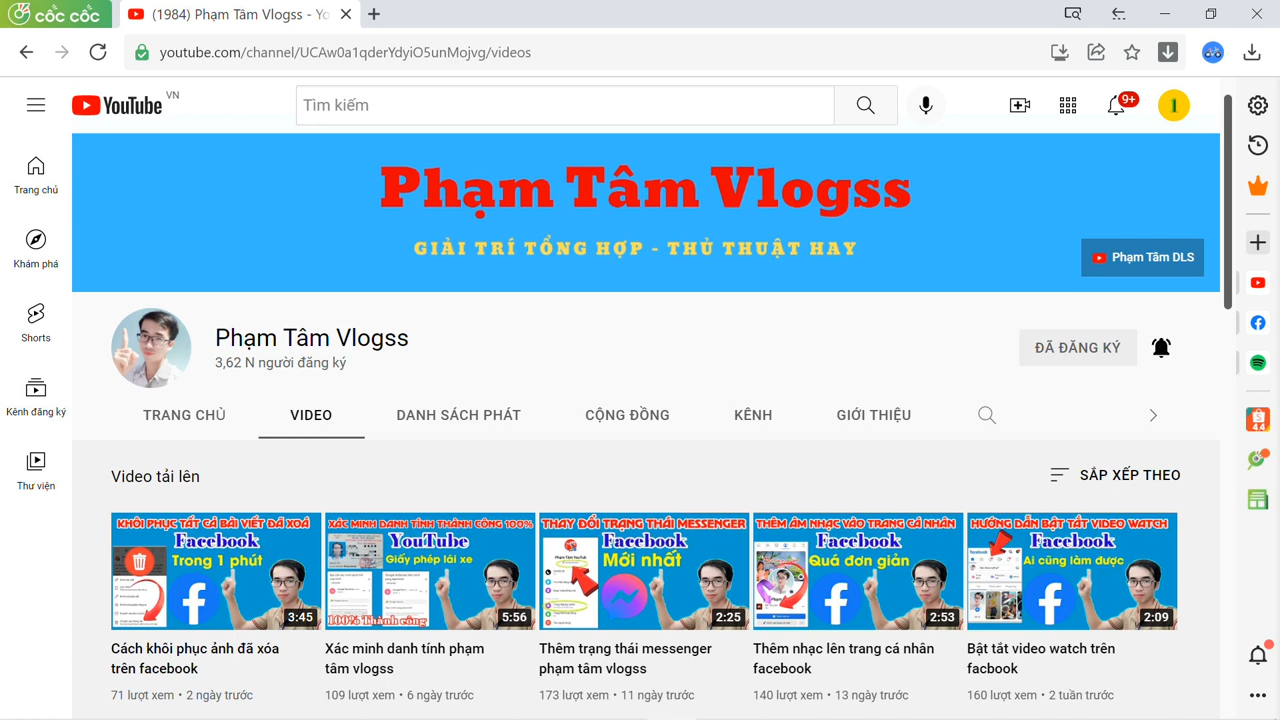 cốc cốc
(1984) Phạm Tâm Vlogss - Yo
youtube.com/channel/UCAw0a1qderYdyiO5unMojvg/videos
YouTube VN
Tìm kiếm
9+
1
Trang chủ
Khám phá
Shorts
Kênh đăng ký
Thư viện
Phạm Tâm Vlogss
GIẢI TRÍ TỔNG HỢP - THỦ THUẬT HAY
Phạm Tâm DLS
Phạm Tâm Vlogss
3,62 N người đăng ký
ĐÃ ĐĂNG KÝ
TRANG CHỦ VIDEO DANH SÁCH PHÁT CỘNG ĐỒNG KÊNH GIỚI THIỆU
Video tải lên
SẮP XẾP THEO
KHÔI PHỤC TẤT CẢ BÀI VIẾT ĐÃ XOÁ
Facebook
Trong 1 phút
3:45
XÁC MINH DANH TÍNH THÀNH CÔNG 100%
YouTube
Giấy phép lái xe
100% Thành công
5:56
THAY ĐỔI TRẠNG THÁI MESSENGER
Facebook
Mới nhất
Phạm Tâm YouTube
2:25
THÊM ÂM NHẠC VÀO TRANG CÁ NHÂN
Facebook
Quá đơn giản
2:53
HƯỚNG DẪN BẬT TẮT VIDEO WATCH
Facebook
Ai cũng làm được
facebook
2:09
Cách khôi phục ảnh đã xóa
trên facebook
71 lượt xem • 2 ngày trước
Xác minh danh tính phạm
tâm vlogss
109 lượt xem • 6 ngày trước
Thêm trạng thái messenger
phạm tâm vlogss
173 lượt xem • 11 ngày trước
Thêm nhạc lên trang cá nhân
facebook
140 lượt xem • 13 ngày trước
Bật tắt video watch trên
facbook
160 lượt xem • 2 tuần trước
4.4